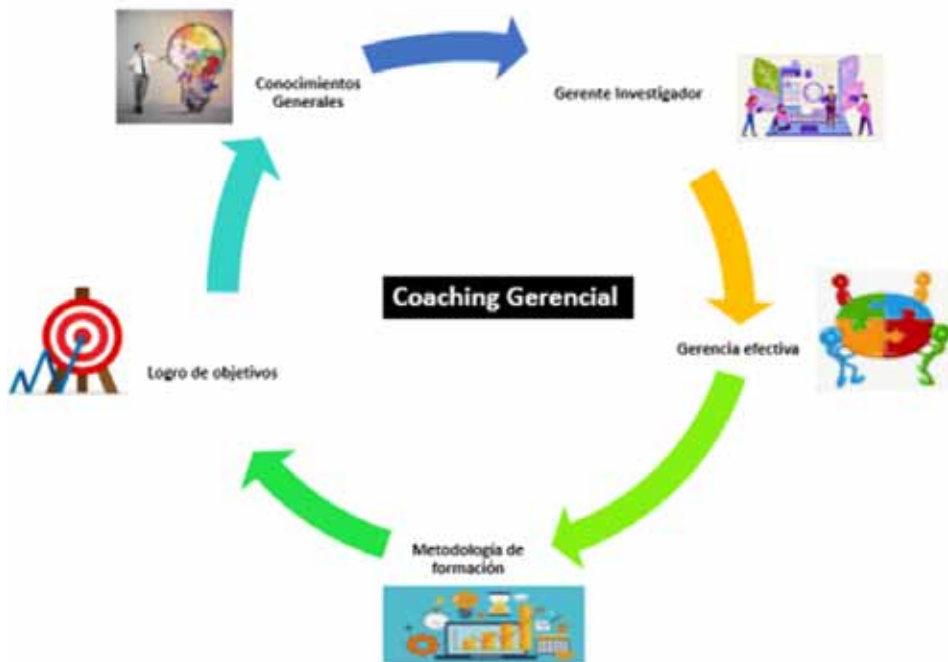 Conocimientos
Generales
Gerente Investigador
Coaching Gerencial
Gerencia efectiva
Logro de objetivos
Metodología de
formación